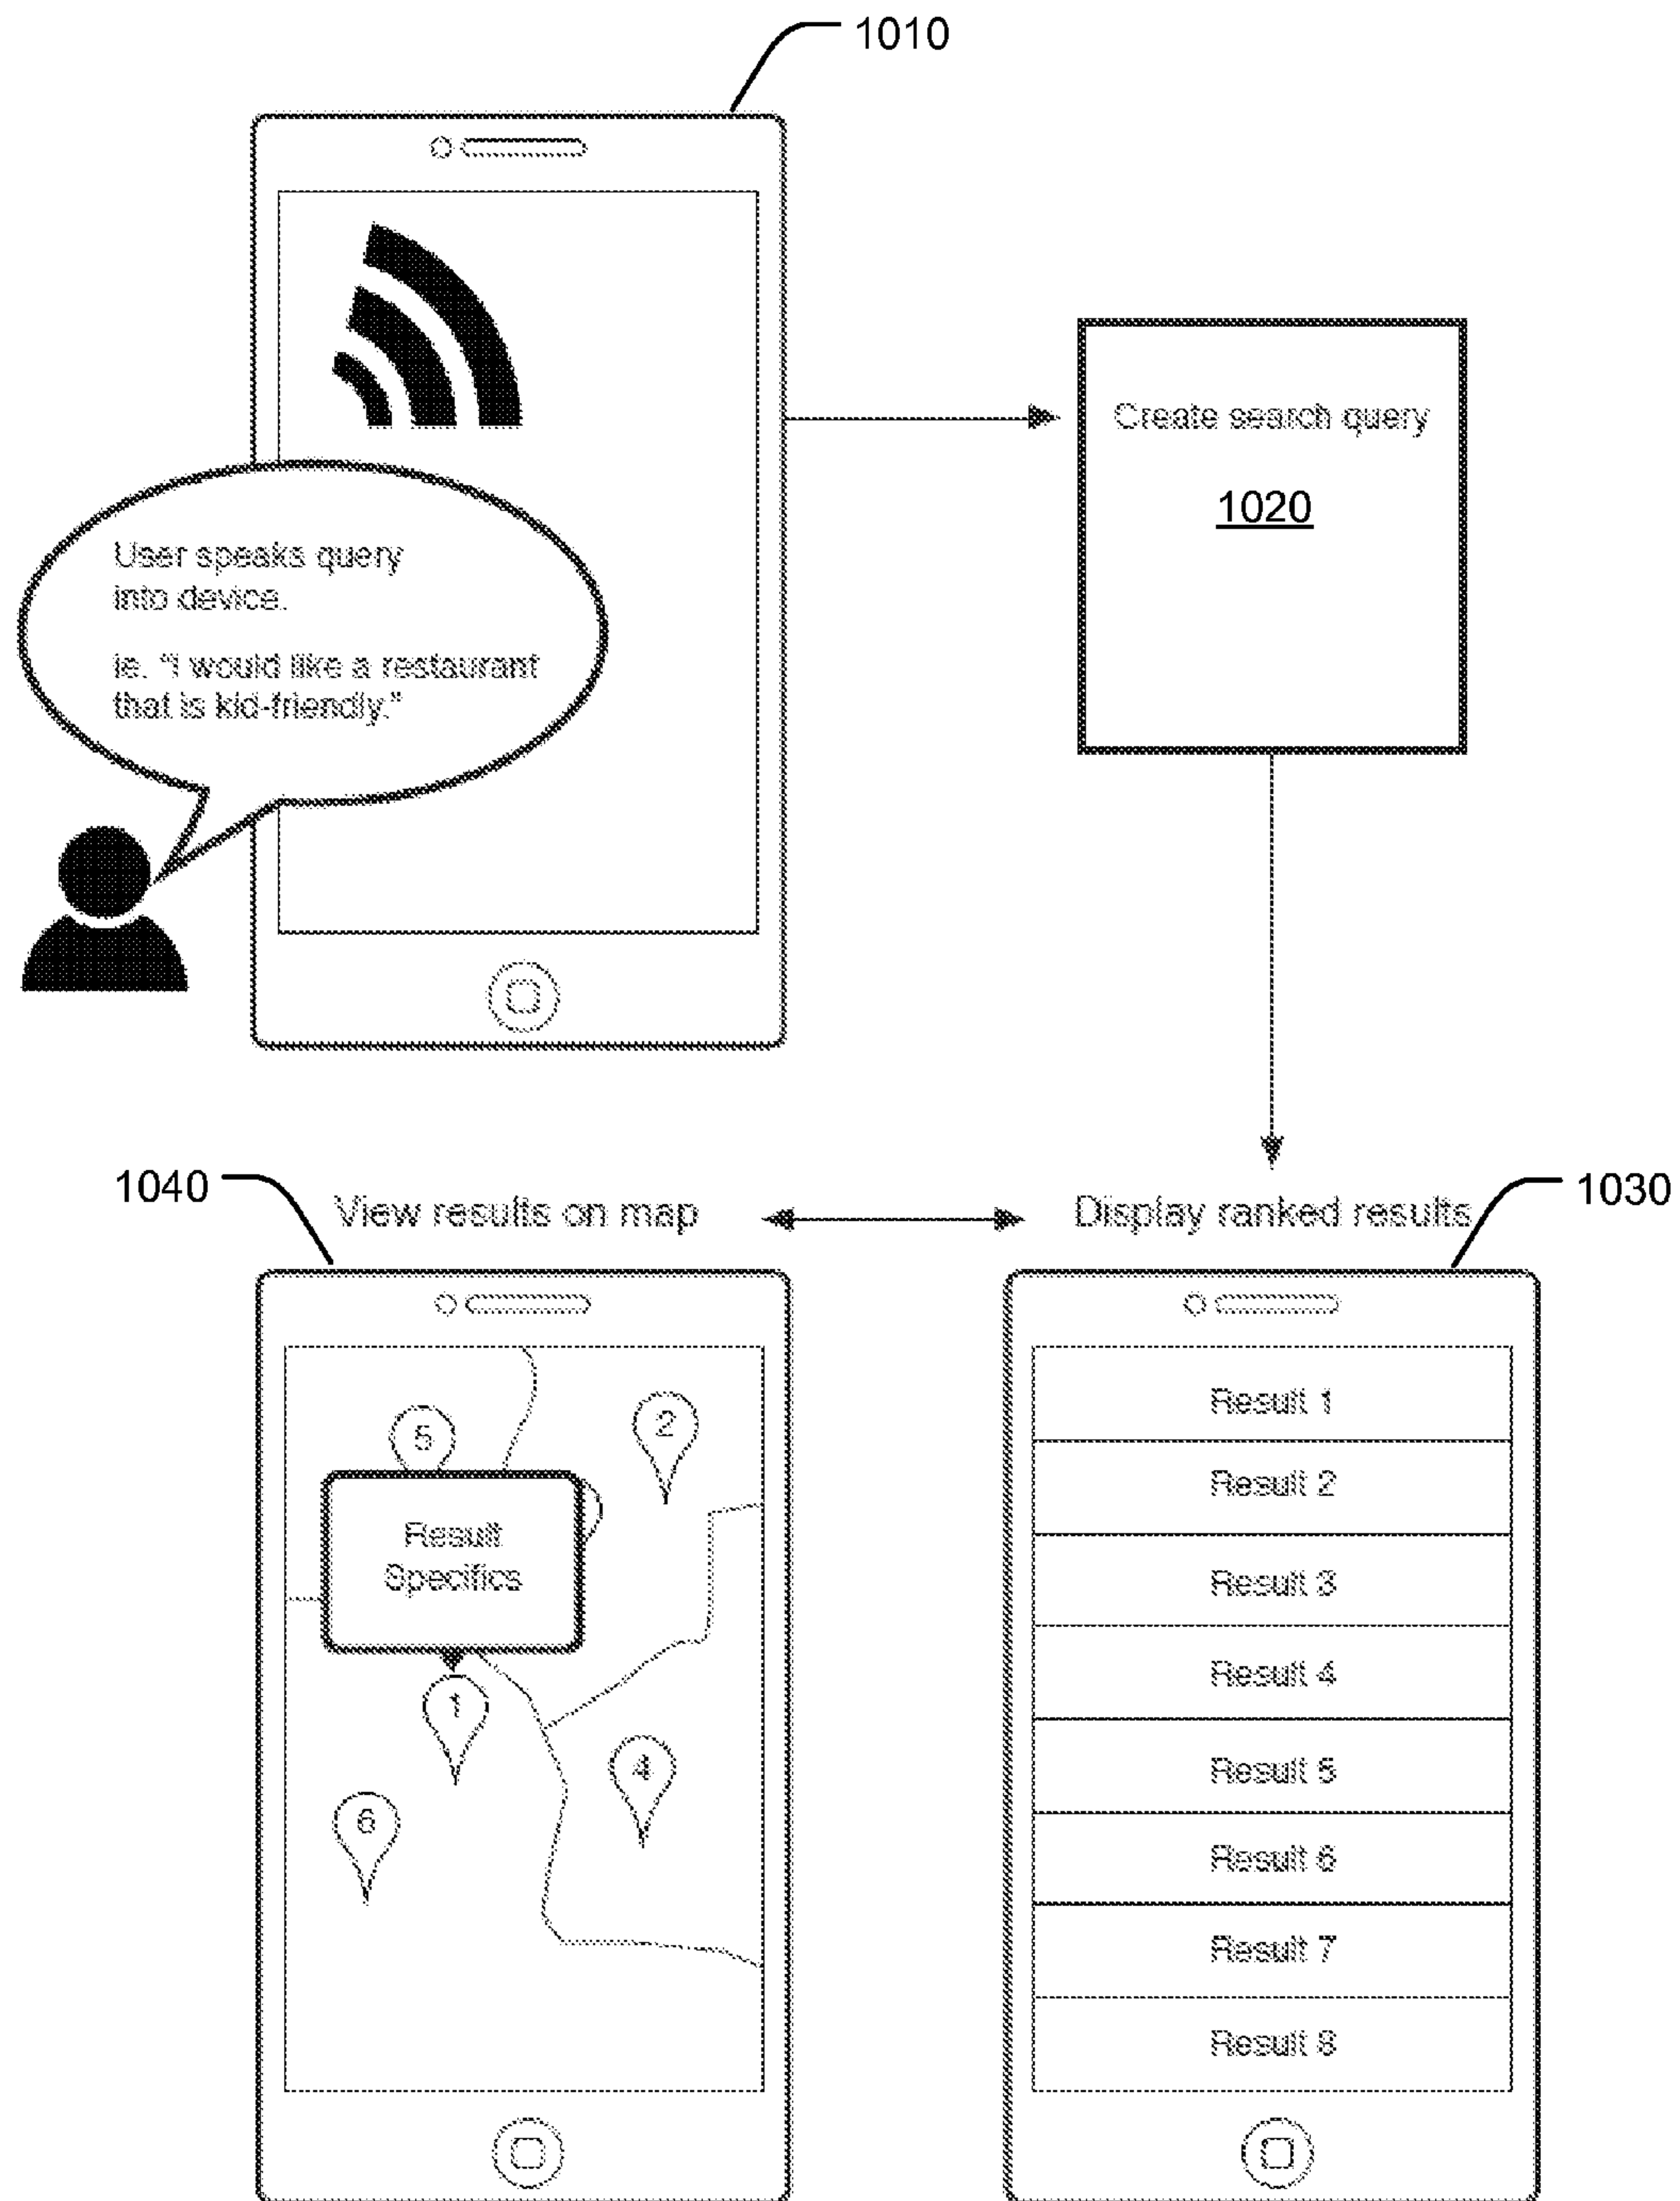 1010
Create search query
1020
User speaks query
into device.
ie. "I would like a restaurant
that is kid-friendly."
1040
View results on map
Display ranked results
1030
5
2
Result
Specifics
1
4
6
Result 1
Result 2
Result 3
Result 4
Result 5
Result 6
Result 7
Result 8